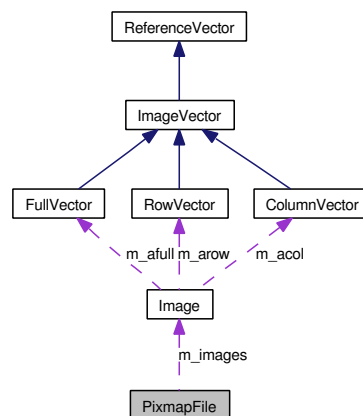 ReferenceVector
ImageVector
FullVector RowVector ColumnVector
m_afull m_arow m_acol
Image
m_images
PixmapFile